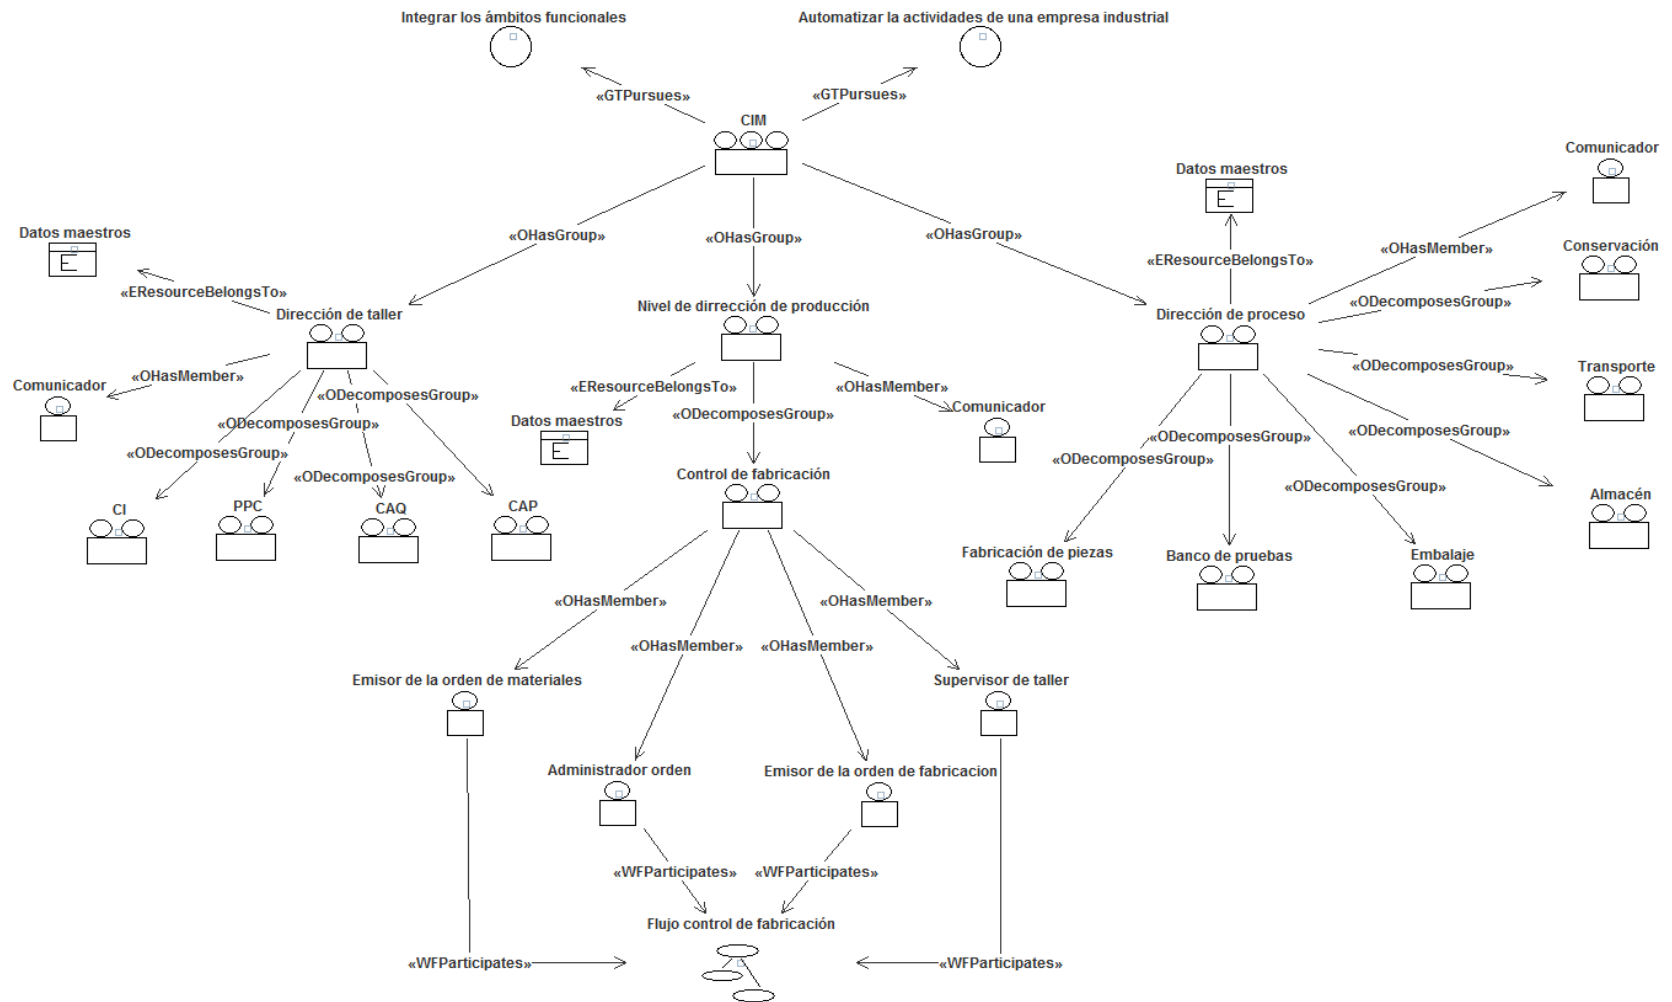 Integrar los ámbitos funcionales
Automatizar la actividades de una empresa industrial
«GTPursues»
«GTPursues»
CIM
Comunicador
Datos maestros
Datos maestros
«OHasGroup»
«OHasGroup»
«OHasGroup»
«OHasMember»
Conservación
«EResourceBelongsTo»
«EResourceBelongsTo»
«ODecomposesGroup»
Dirección de taller
Nivel de dirrección de producción
Dirección de proceso
«OHasMember»
«EResourceBelongsTo»
«OHasMember»
«ODecomposesGroup»
Transporte
Comunicador
«ODecomposesGroup»
«ODecomposesGroup»
«ODecomposesGroup»
Datos maestros
Comunicador
«ODecomposesGroup»
«ODecomposesGroup»
«ODecomposesGroup»
«ODecomposesGroup»
«ODecomposesGroup»
«ODecomposesGroup»
Control de fabricación
«ODecomposesGroup»
Almacén
CI
PPC
CAQ
CAP
Fabricación de piezas
Banco de pruebas
Embalaje
«OHasMember»
«OHasMember»
«OHasMember»
«OHasMember»
Emisor de la orden de materiales
Supervisor de taller
Administrador orden
Emisor de la orden de fabricacion
«WFParticipates»
«WFParticipates»
Flujo control de fabricación
«WFParticipates»
«WFParticipates»